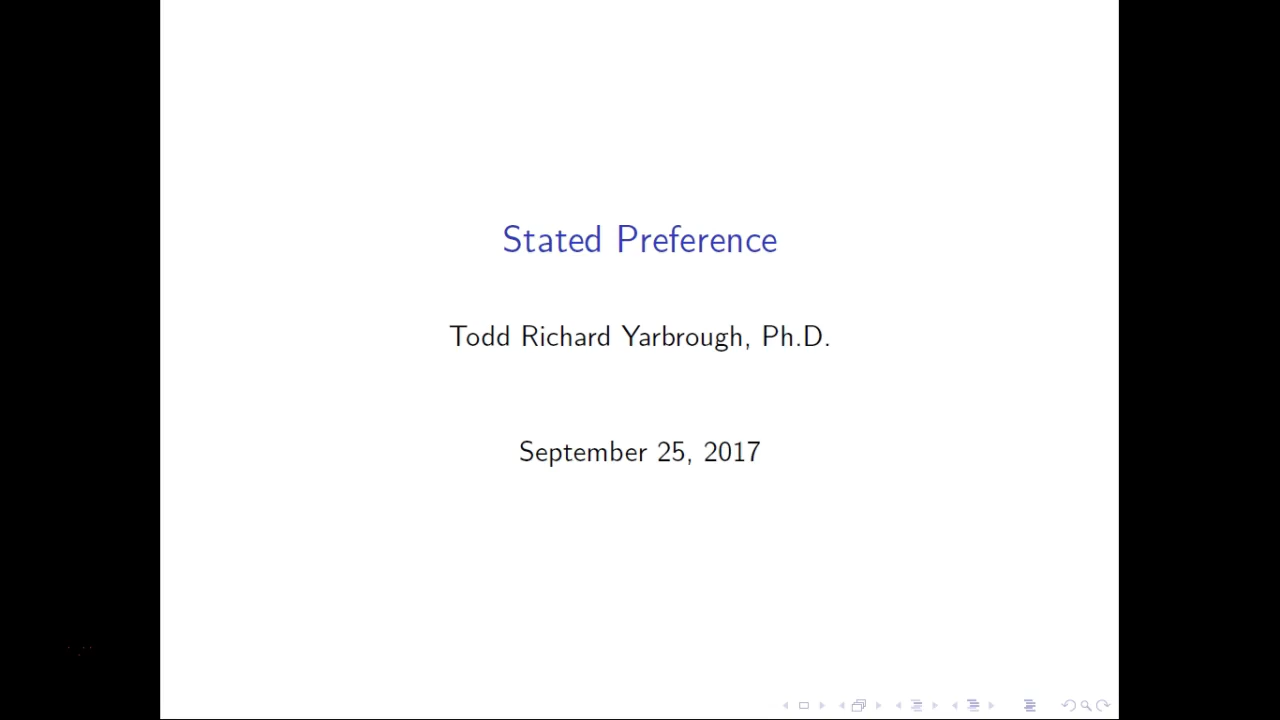 Stated Preference
Todd Richard Yarbrough, Ph.D.
September 25, 2017